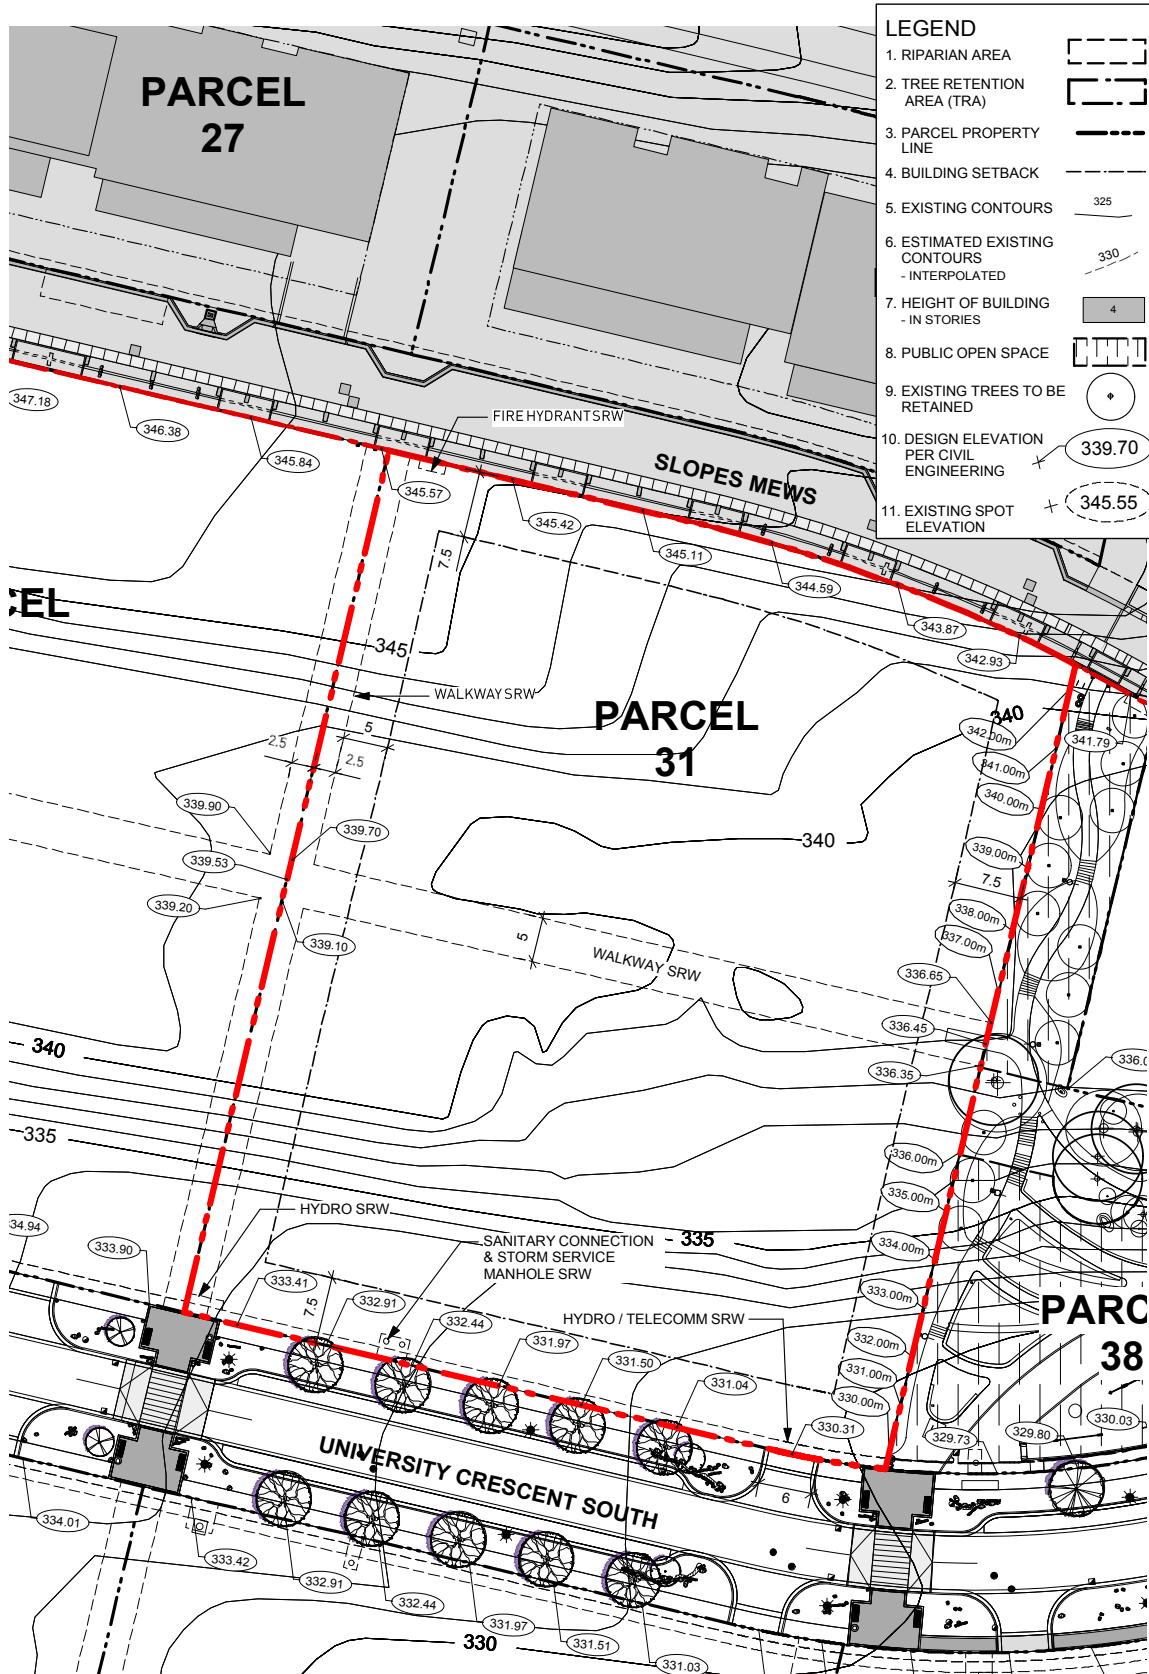 LEGEND
1. RIPARIAN AREA
2. TREE RETENTION
AREA (TRA)
3. PARCEL PROPERTY
LINE
4. BUILDING SETBACK
5. EXISTING CONTOURS
325
6. ESTIMATED EXISTING
CONTOURS
- INTERPOLATED
330
7. HEIGHT OF BUILDING
- IN STORIES
4
8. PUBLIC OPEN SPACE
9. EXISTING TREES TO BE
RETAINED
10. DESIGN ELEVATION
PER CIVIL
ENGINEERING
339.70
11. EXISTING SPOT
ELEVATION
345.55
PARCEL
27
347.18
346.38
345.84
345.57
FIRE HYDRANT SRW
SLOPES MEWS
345.42
345.11
344.59
343.87
342.93
7.5
CEL
345
WALKWAY SRW
PARCEL
31
340
342.00m
341.79
341.00m
340.00m
5
2.5
2.5
339.90
339.70
340
339.53
339.00m
7.5
339.20
338.00m
339.10
5
WALKWAY SRW
337.00m
336.65
336.45
336.35
336.0
340
335
336.00m
335.00m
HYDRO SRW
34.94
333.90
SANITARY CONNECTION
& STORM SERVICE
MANHOLE SRW
335
334.00m
333.41
332.91
7.5
332.44
HYDRO / TELECOMM SRW
333.00m
PARC
38
331.97
332.00m
331.50
331.00m
331.04
330.00m
330.31
329.73
329.80
330.03
UNIVERSITY CRESCENT SOUTH
6
334.01
333.42
332.91
332.44
331.97
330
331.51
331.03